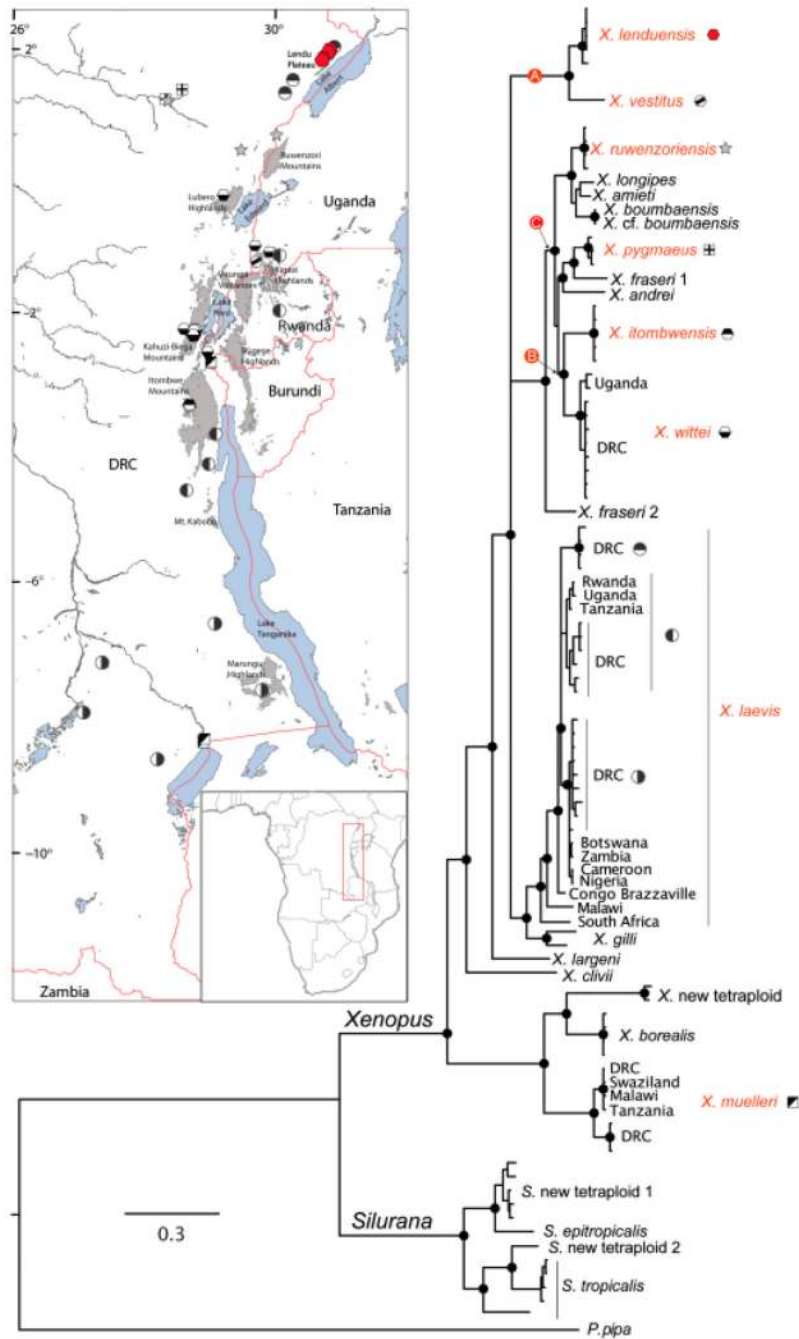 26°
30°
2°
Lendu
Plateau
Lake
Albert
Ruwenzori
Mountains
Lubero
Highlands
Lake
Uganda
Virunga
Volcanoes
Kigezi
Highlands
-2°
Lake
Kivu
Rwanda
Kahuzi-Biega
Mountains
Rugege
Highlands
Itombwe
Mountains
Burundi
DRC
Tanzania
Mt. Kabobo
-6°
Lake
Tanganika
Marungu
Highlands
-10°
Zambia
X. lenduensis
A
X. vestitus
X. ruwenzoriensis
X. longipes
X. amieti
X. boumbaensis
X. cf. boumbaensis
C
X. pygmaeus
X. fraseri 1
X. andrei
X. itombwensis
B
Uganda
X. wittei
DRC
X. fraseri 2
DRC
Rwanda
Uganda
Tanzania
DRC
X. laevis
DRC
Botswana
Zambia
Cameroon
Nigeria
Congo Brazzaville
Malawi
South Africa
X. gilli
X. largeni
X. clivii
X. new tetraploid
Xenopus
X. borealis
DRC
Swaziland
Malawi
Tanzania
X. muelleri
DRC
S. new tetraploid 1
0.3
Silurana
S. epitropicalis
S. new tetraploid 2
S. tropicalis
P.pipa